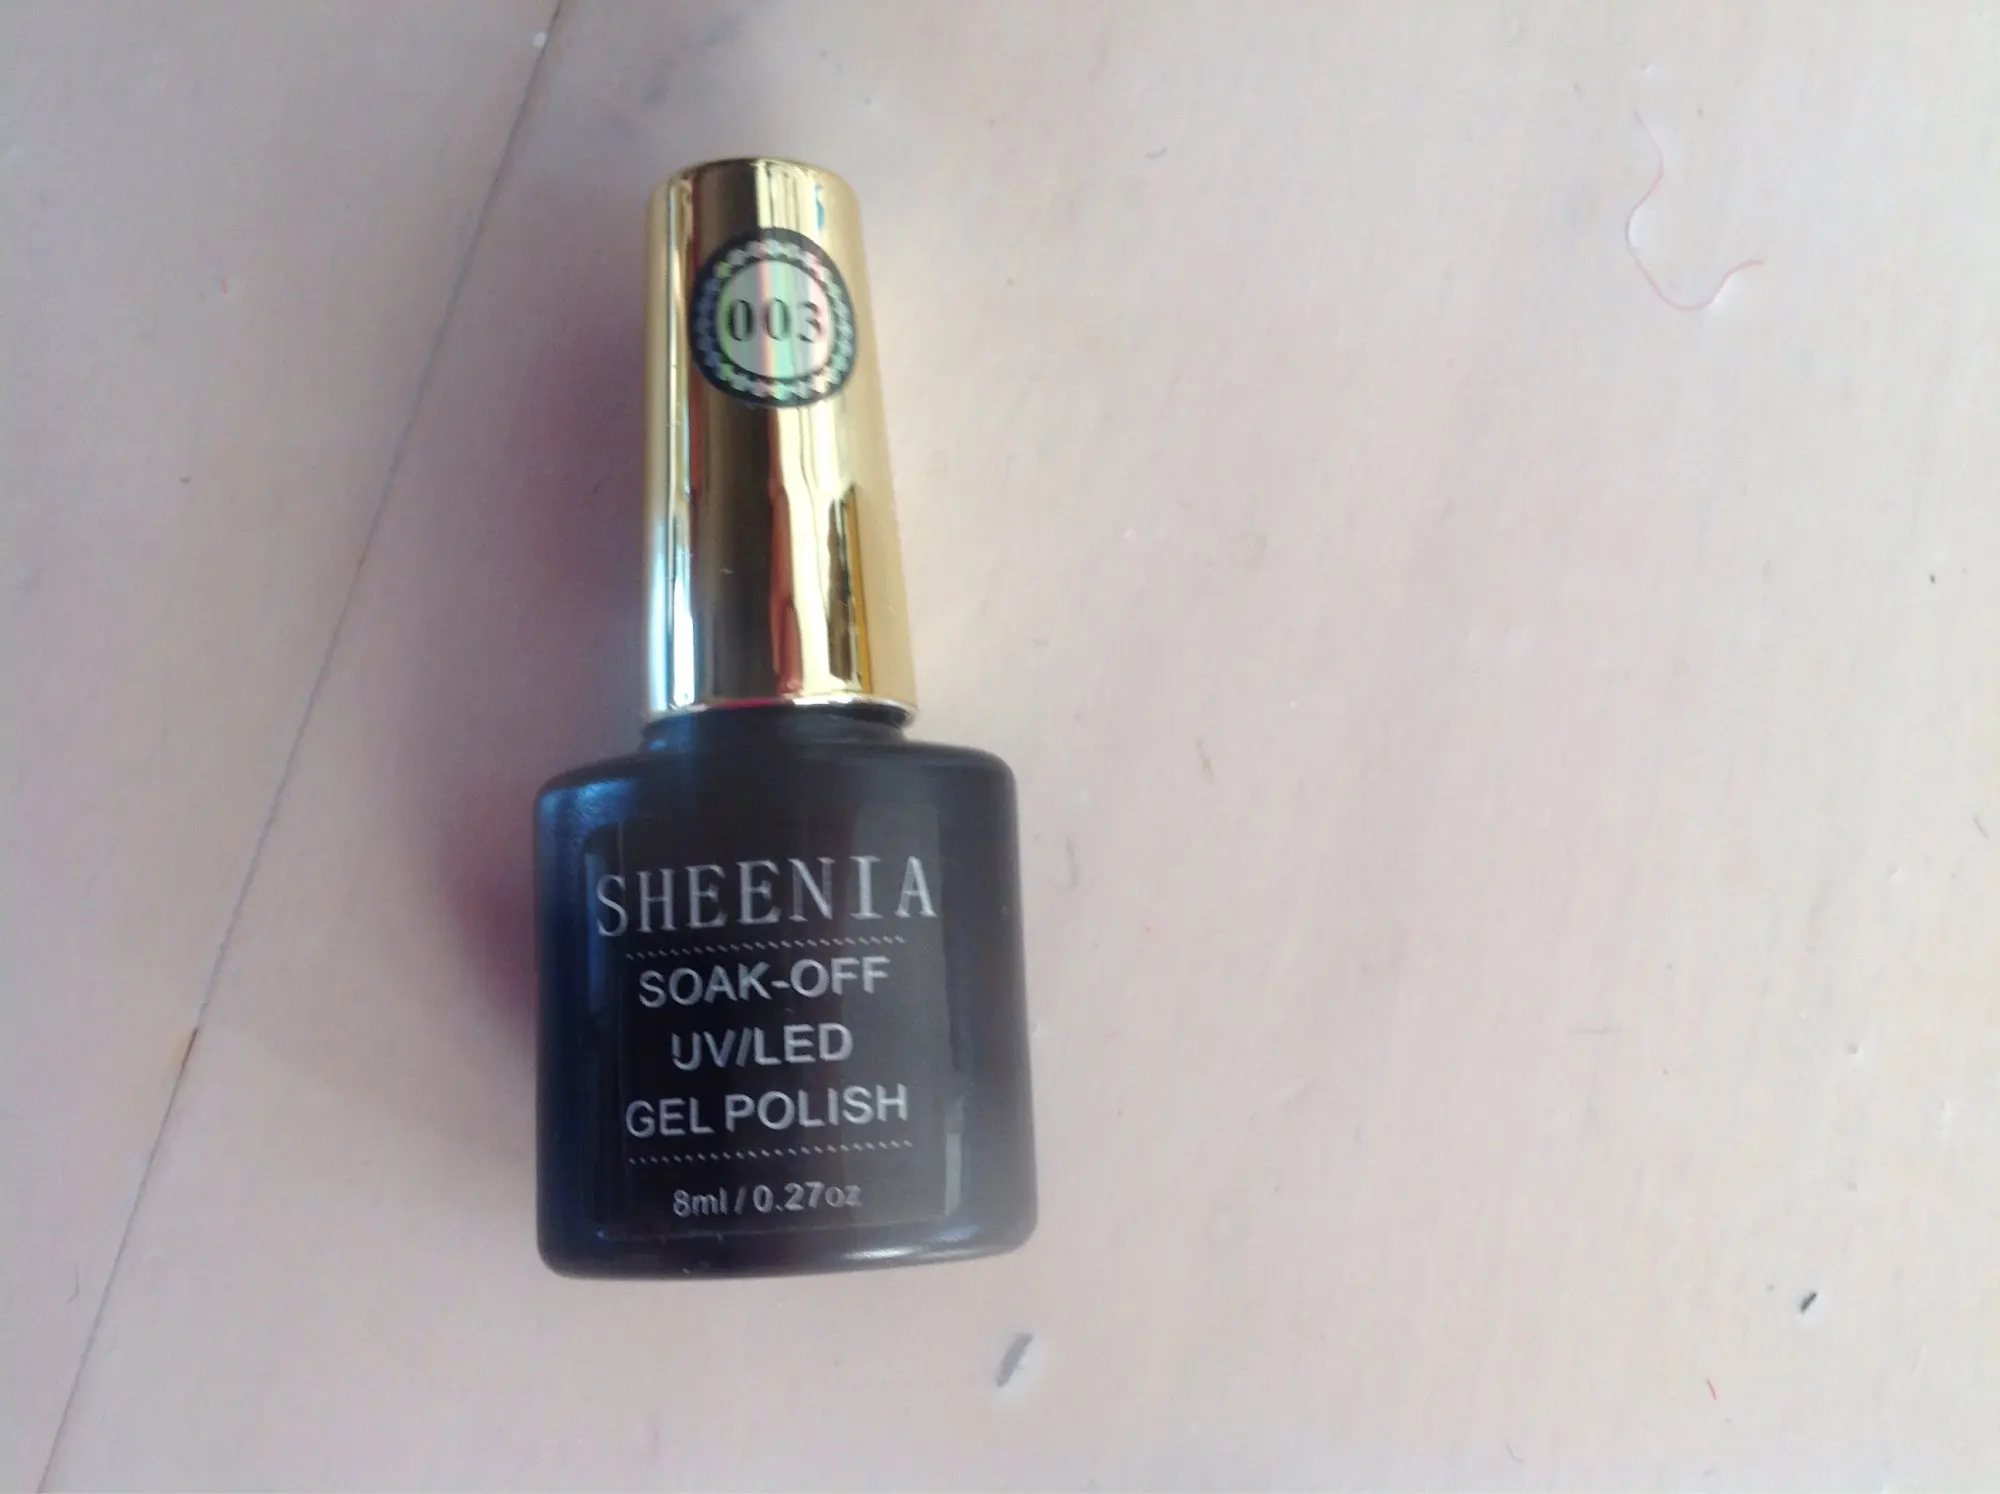 003
SHEENIA
SOAK-OFF
UV/LED
GEL POLISH
8ml / 0.27oz